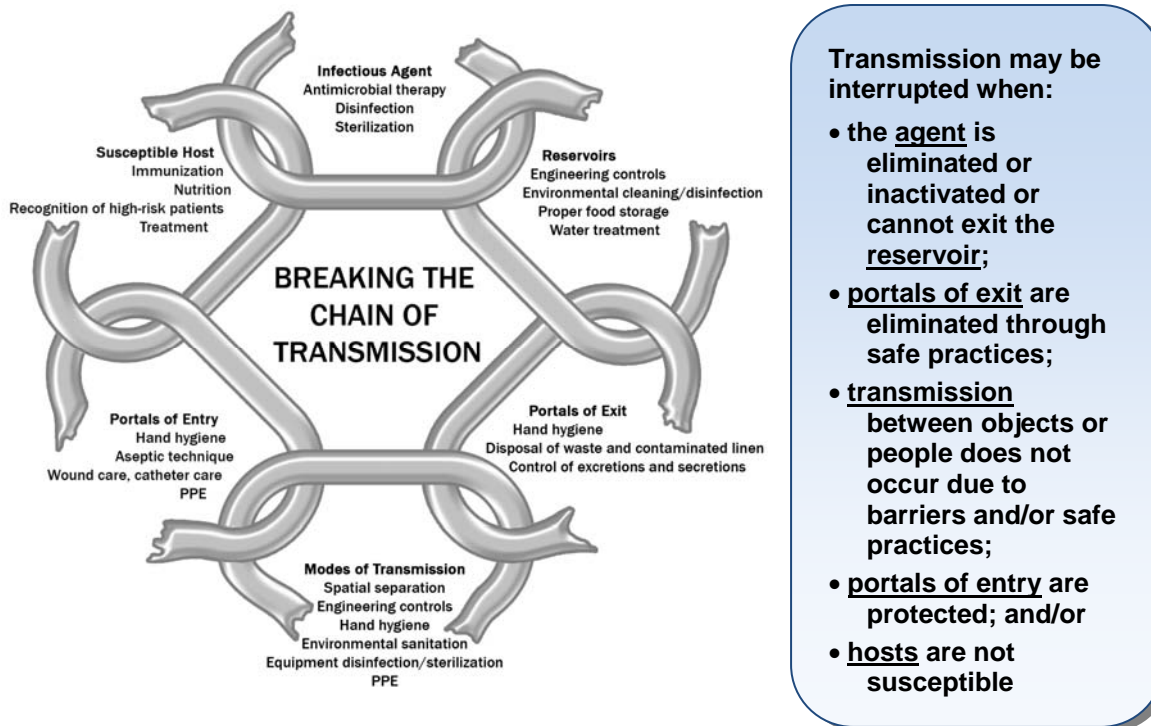 Infectious Agent
Antimicrobial therapy
Disinfection
Sterilization
Susceptible Host
Immunization
Nutrition
Recognition of high-risk patients
Treatment
Reservoirs
Engineering controls
Environmental cleaning/disinfection
Proper food storage
Water treatment
BREAKING THE
CHAIN OF
TRANSMISSION
Portals of Entry
Hand hygiene
Aseptic technique
Wound care, catheter care
PPE
Portals of Exit
Hand hygiene
Disposal of waste and contaminated linen
Control of excretions and secretions
Modes of Transmission
Spatial separation
Engineering controls
Hand hygiene
Environmental sanitation
Equipment disinfection/sterilization
PPE
Transmission may be
interrupted when:
• the agent is
eliminated or
inactivated or
cannot exit the
reservoir;
• portals of exit are
eliminated through
safe practices;
• transmission
between objects or
people does not
occur due to
barriers and/or safe
practices;
• portals of entry are
protected; and/or
• hosts are not
susceptible